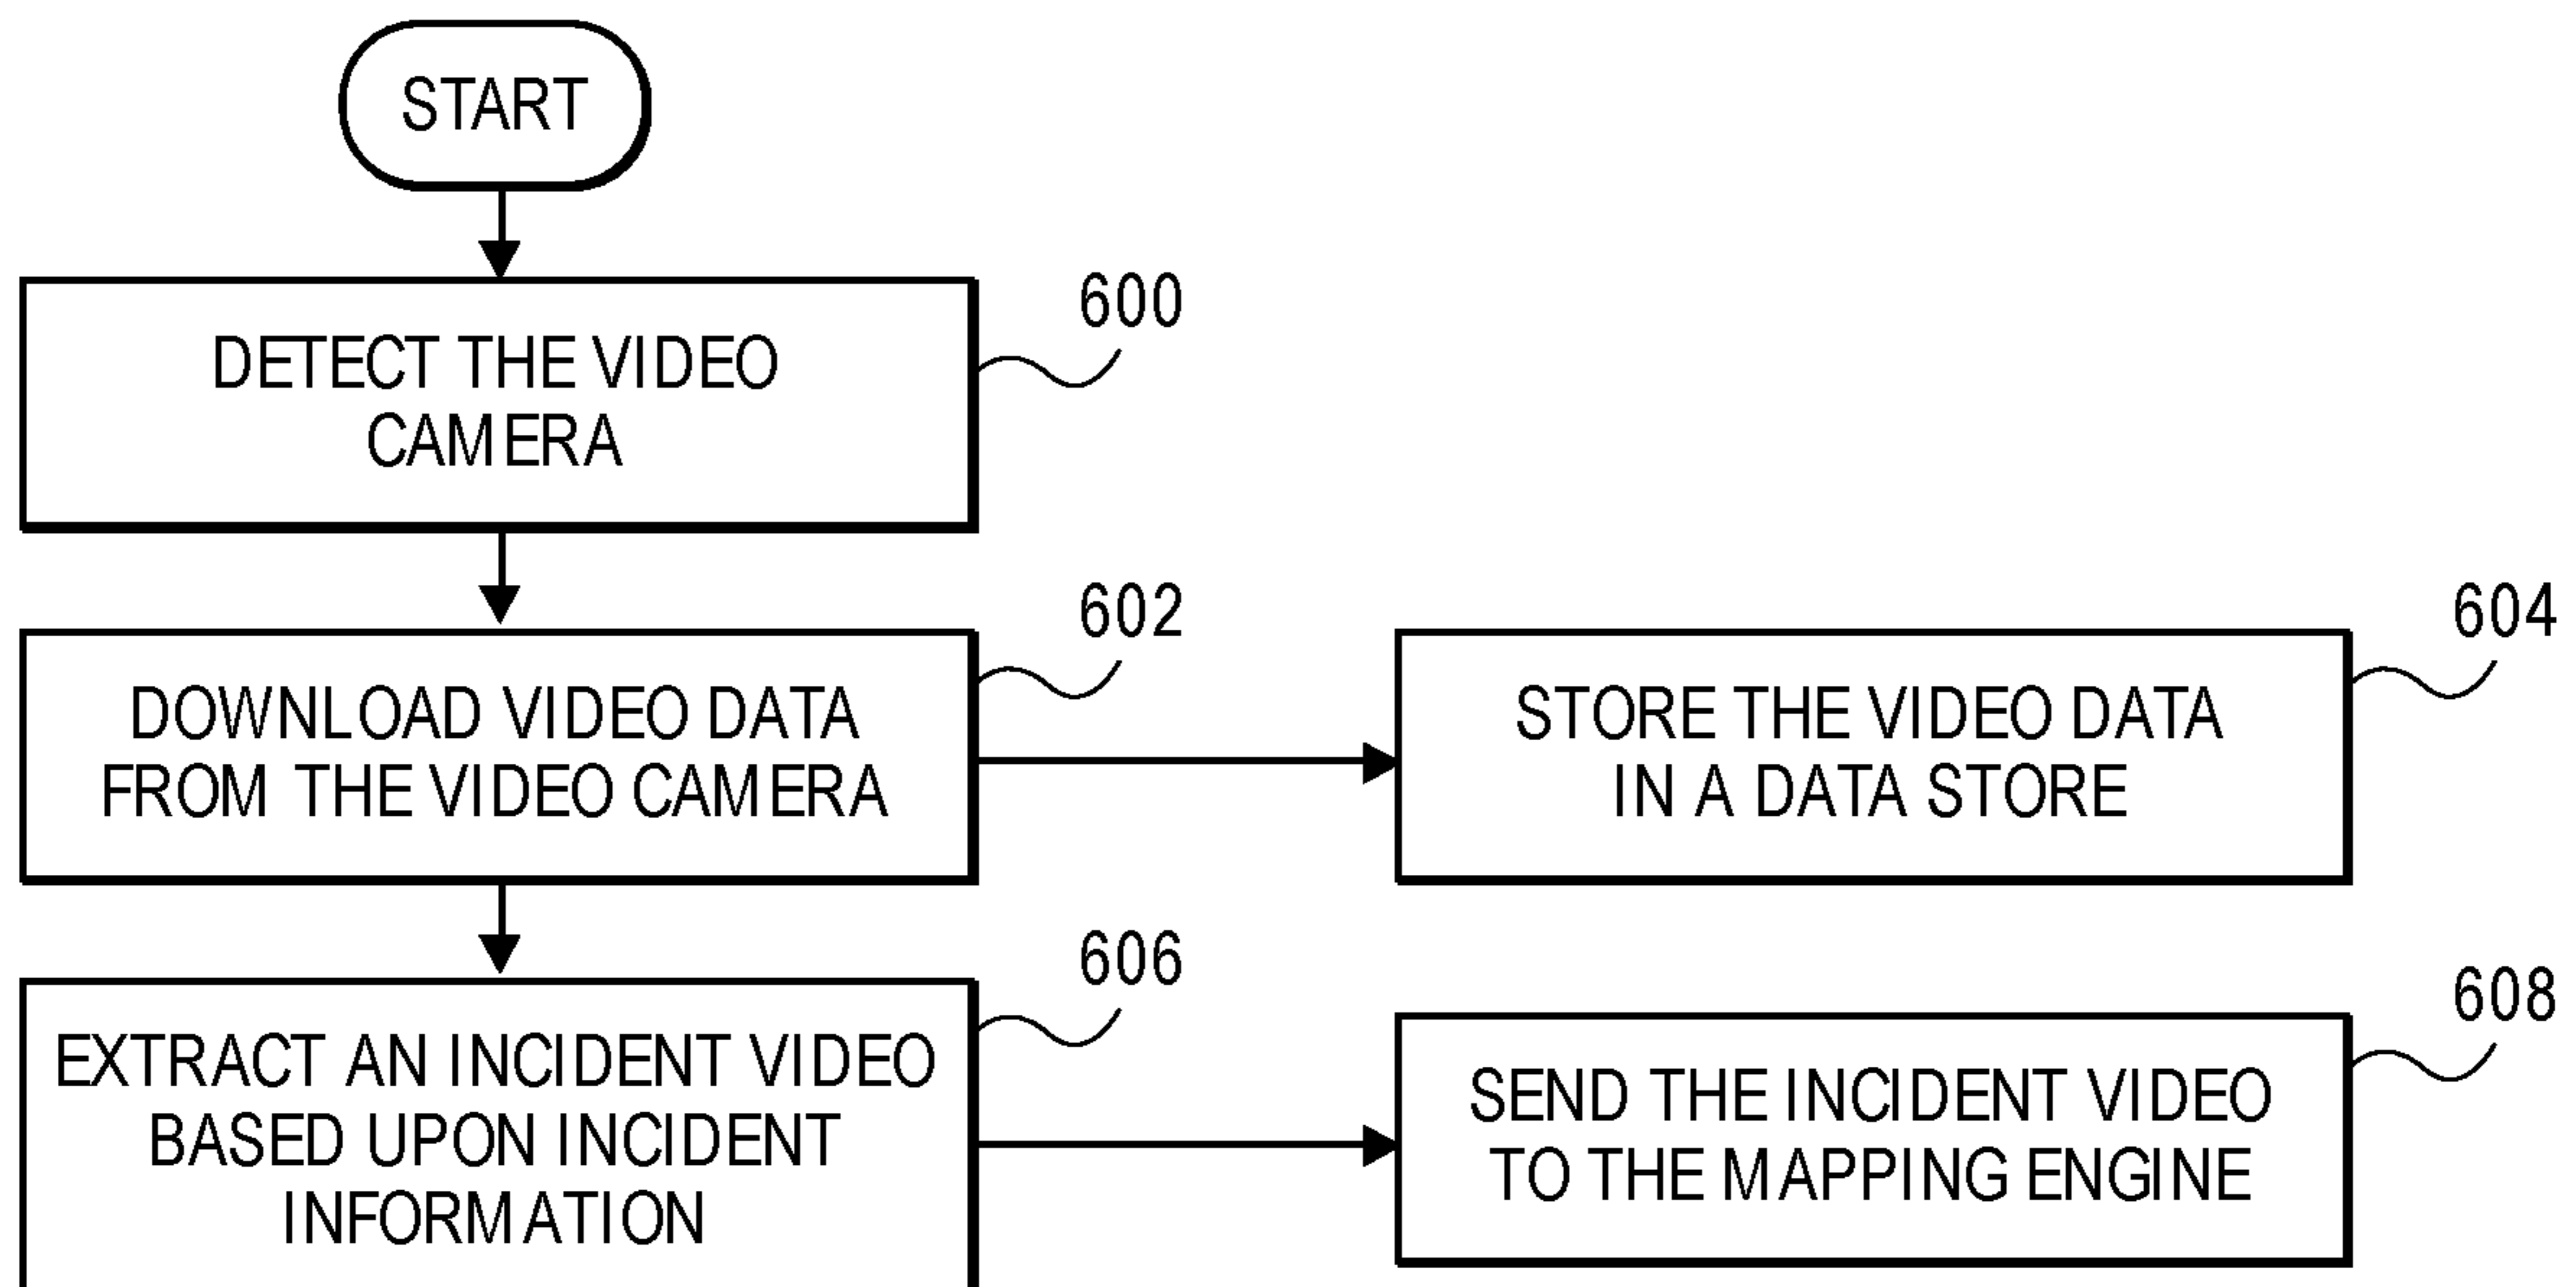 START
600
DETECT THE VIDEO
CAMERA
602
DOWNLOAD VIDEO DATA
FROM THE VIDEO CAMERA
604
STORE THE VIDEO DATA
IN A DATA STORE
606
EXTRACT AN INCIDENT VIDEO
BASED UPON INCIDENT
INFORMATION
608
SEND THE INCIDENT VIDEO
TO THE MAPPING ENGINE